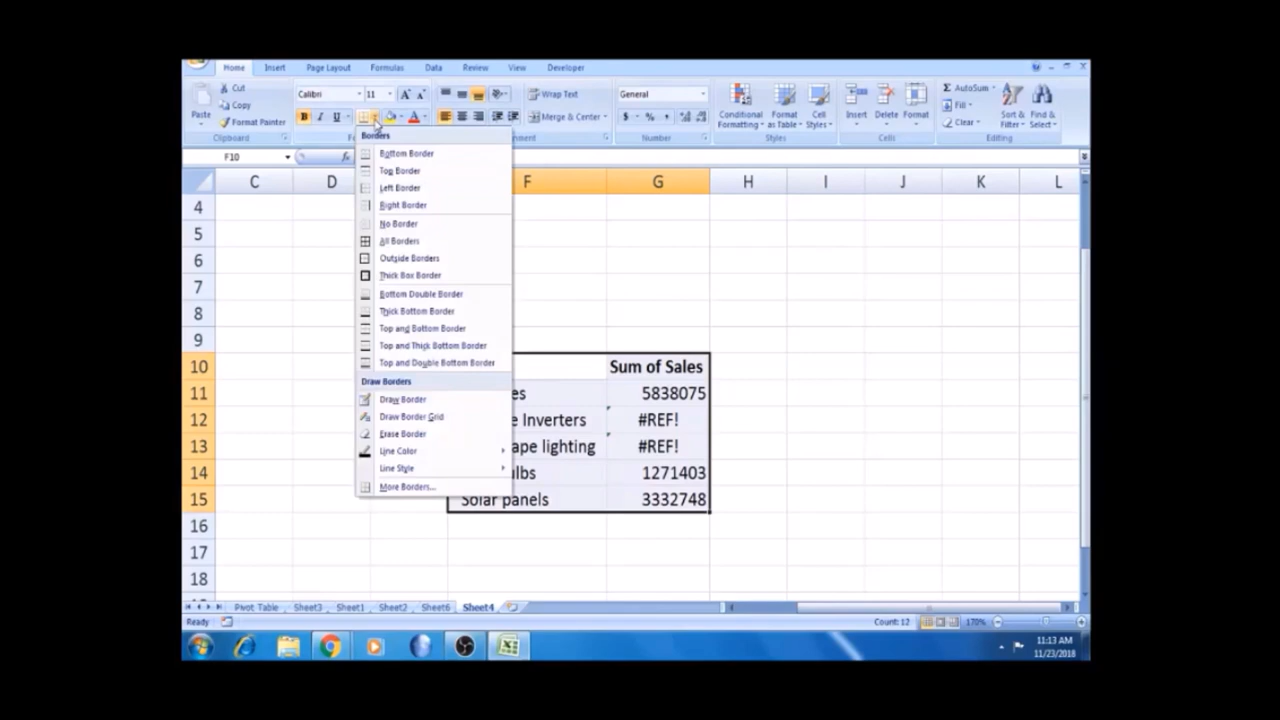 Home Insert Page Layout Formulas Data Review View Developer
Cut
Copy
Format Painter
Paste
Clipboard
Calibri 11
B I U
Wrap Text
Merge & Center
General
$ % ,
Number
Conditional Formatting
Format as Table
Cell Styles
Styles
Insert Delete Format
Cells
AutoSum
Fill
Clear
Sort & Filter
Find & Select
Editing
F10
Borders
Bottom Border
Top Border
Left Border
Right Border
No Border
All Borders
Outside Borders
Thick Box Border
Bottom Double Border
Thick Bottom Border
Top and Bottom Border
Top and Thick Bottom Border
Top and Double Bottom Border
Draw Borders
Draw Border
Draw Border Grid
Erase Border
Line Color
Line Style
More Borders...
C D F G H I J K L
4
5
6
7
8
9
10 Sum of Sales
11 5838075
12 e Inverters #REF!
13 ape lighting #REF!
14 1271403
15 Solar panels 3332748
16
17
18
Pivot Table Sheet3 Sheet1 Sheet2 Sheet6 Sheet4
Ready Count: 12 170%
11:13 AM
11/23/2018